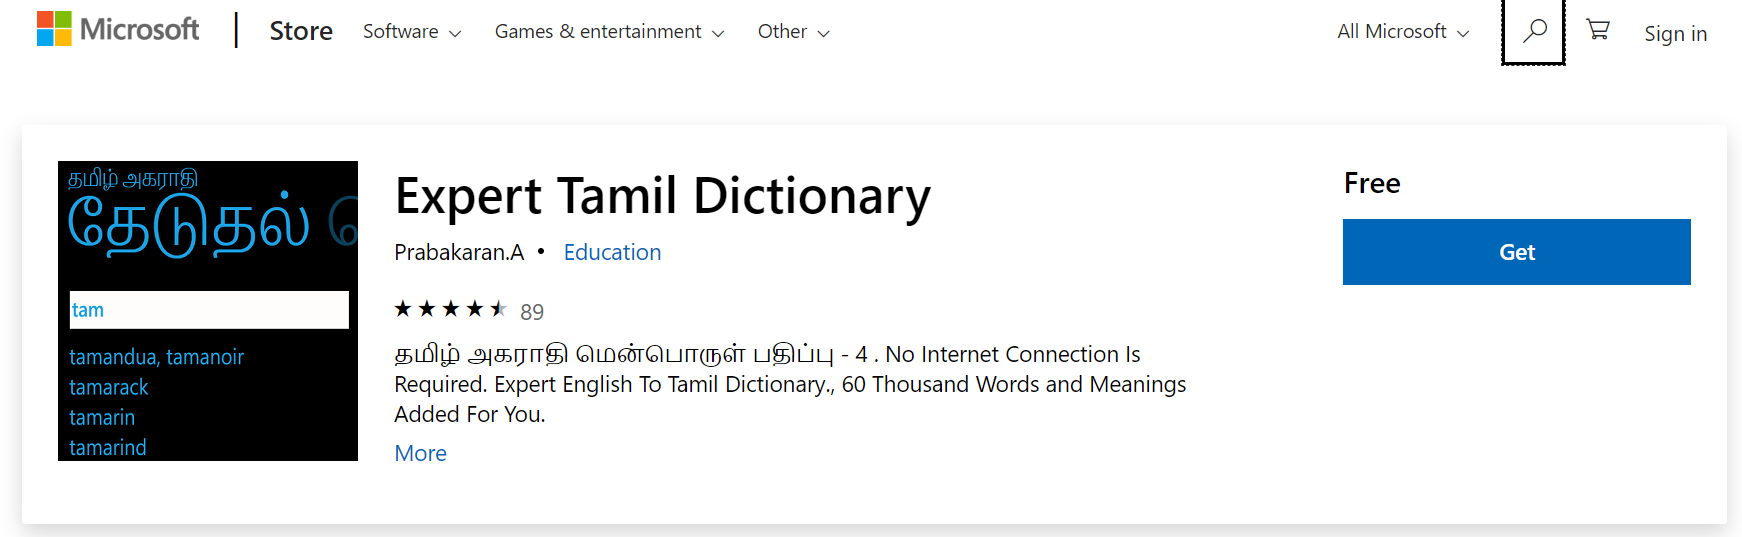 Microsoft | Store Software Games & entertainment Other All Microsoft Sign in
தமிழ் அகராதி
தேடுதல்
tam
tamandua, tamanoir
tamarack
tamarin
tamarind
Expert Tamil Dictionary
Prabakaran.A • Education
89
தமிழ் அகராதி மென்பொருள் பதிப்பு - 4 . No Internet Connection Is
Required. Expert English To Tamil Dictionary., 60 Thousand Words and Meanings
Added For You.
More
Free
Get